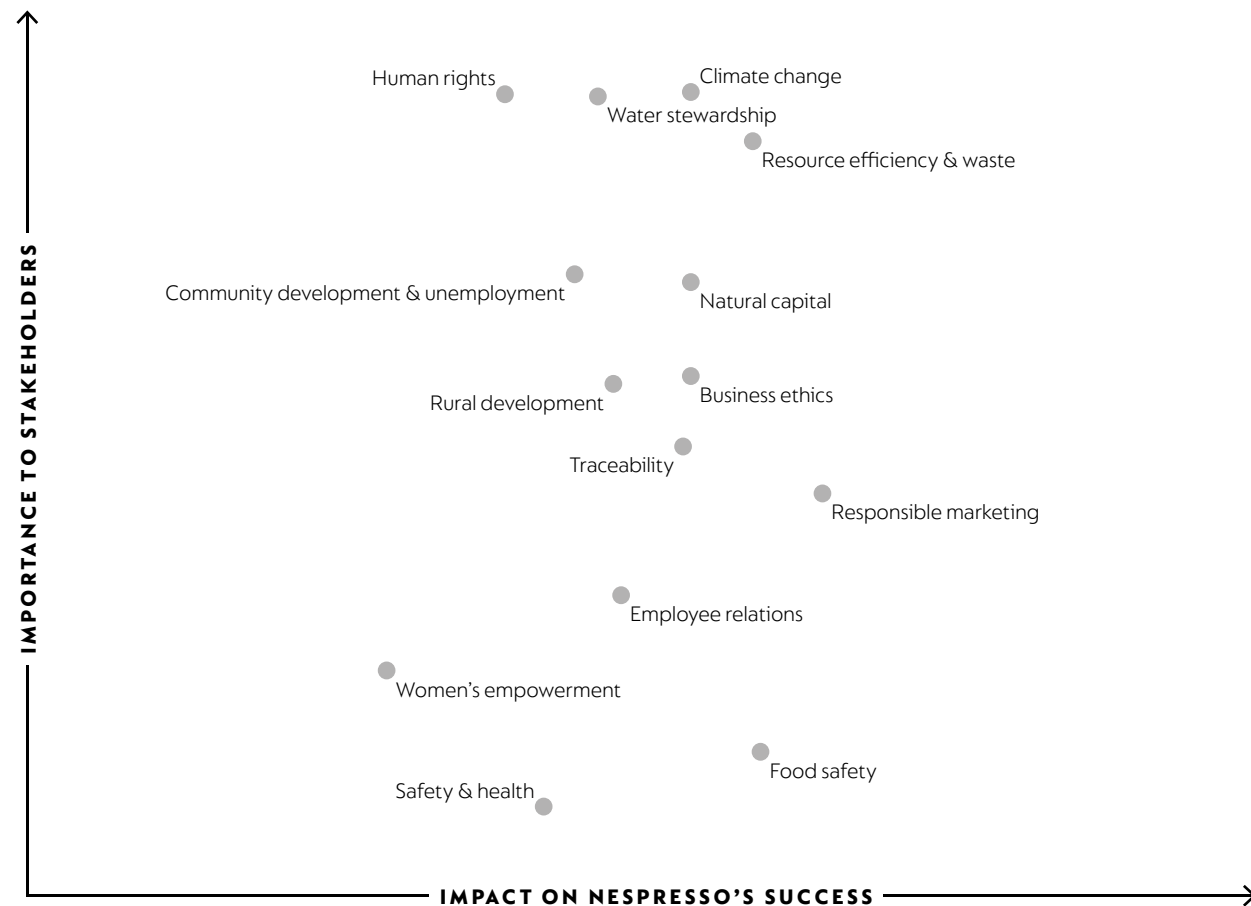 Human rights
Climate change
Water stewardship
Resource efficiency & waste
Community development & unemployment
Natural capital
Rural development
Business ethics
Traceability
Responsible marketing
Employee relations
Women’s empowerment
Food safety
Safety & health
IMPORTANCE TO STAKEHOLDERS
IMPACT ON NESPRESSO’S SUCCESS